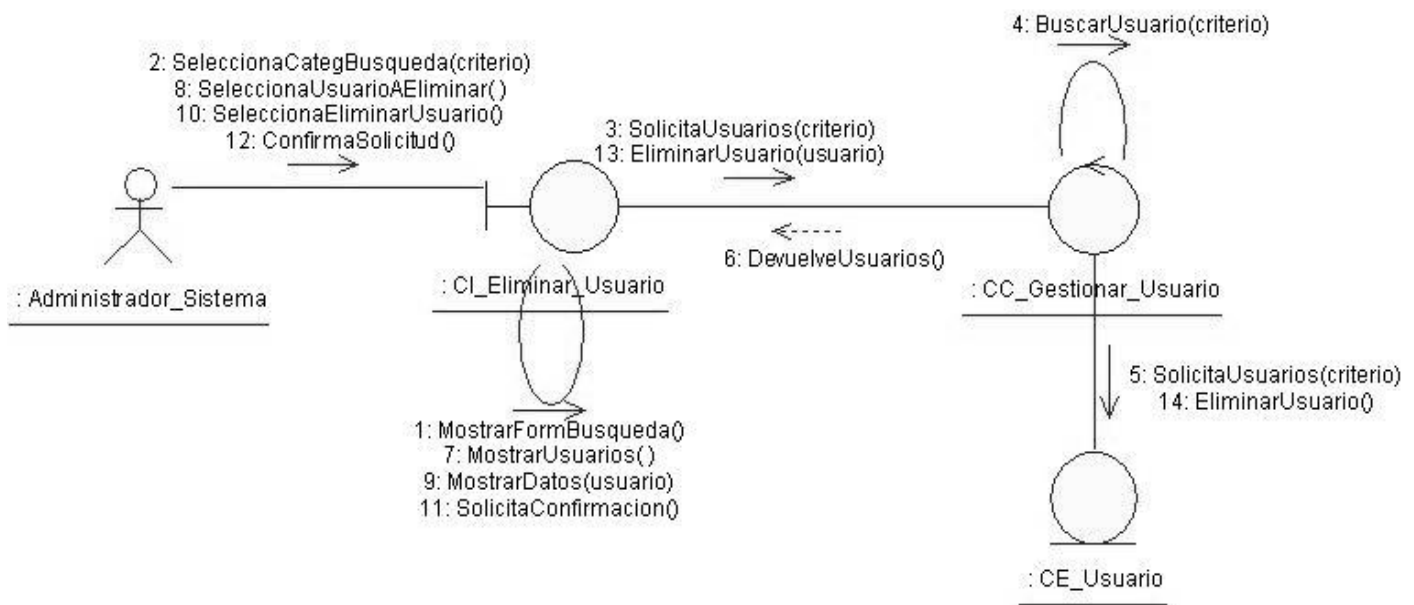 4: BuscarUsuario(criterio)
2: SeleccionaCategBusqueda(criterio)
8: SeleccionaUsuarioAEliminar( )
10: SeleccionaEliminarUsuario()
12: ConfirmaSolicitud()
3: SolicitaUsuarios(criterio)
13: EliminarUsuario(usuario)
6: DevuelveUsuarios()
: Administrador_Sistema
: CI_Eliminar_Usuario
: CC_Gestionar_Usuario
5: SolicitaUsuarios(criterio)
14: EliminarUsuario()
1: MostrarFormBusqueda()
7: MostrarUsuarios( )
9: MostrarDatos(usuario)
11: SolicitaConfirmacion()
: CE_Usuario